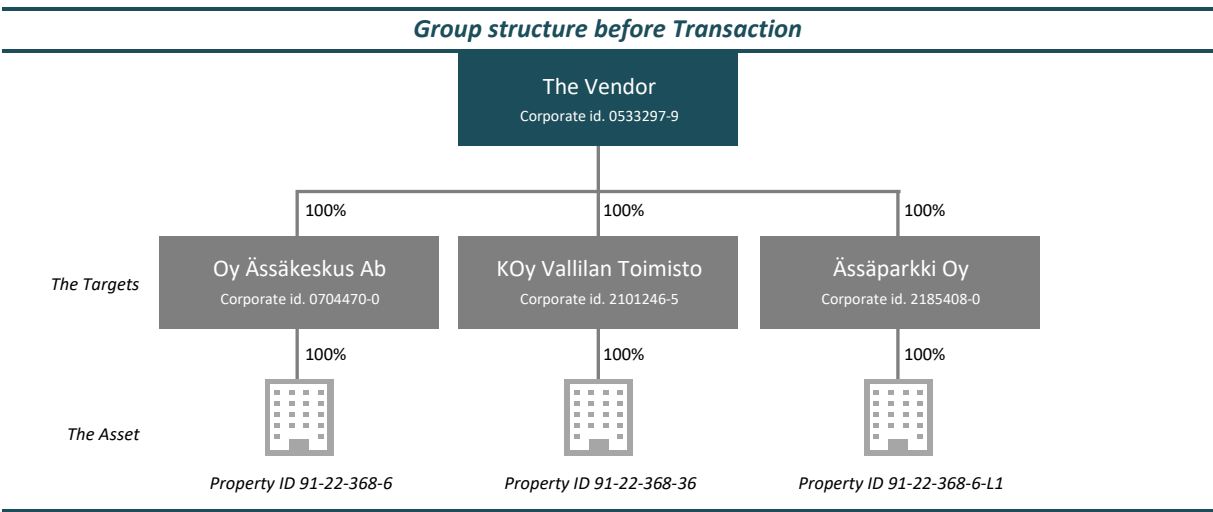 Group structure before Transaction
The Vendor
Corporate id. 0533297-9
100%
100%
100%
The Targets
Oy Ässäkeskus Ab
Corporate id. 0704470-0
KOy Vallilan Toimisto
Corporate id. 2101246-5
Ässäparkki Oy
Corporate id. 2185408-0
100%
100%
100%
The Asset
Property ID 91-22-368-6
Property ID 91-22-368-36
Property ID 91-22-368-6-L1